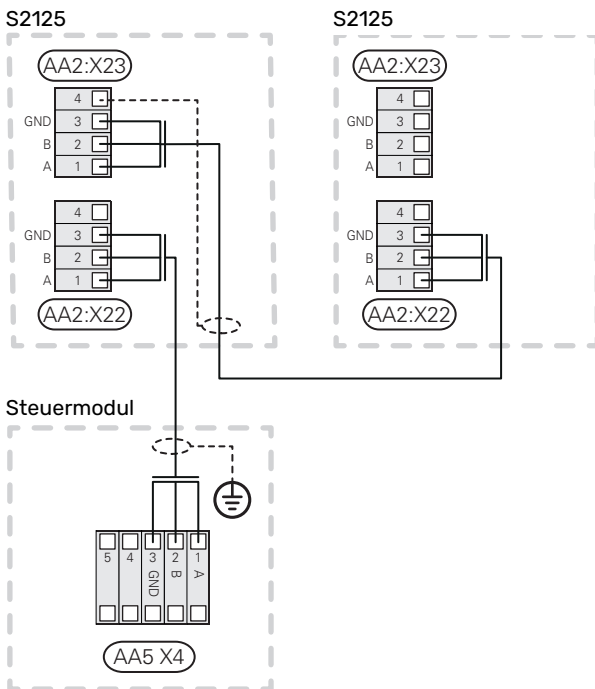 S2125
AA2:X23
4
GND 3
B 2
A 1
4
GND 3
B 2
A 1
AA2:X22
S2125
AA2:X23
4
GND 3
B 2
A 1
4
GND 3
B 2
A 1
AA2:X22
Steuermodul
5 4 3 2 1
GND B A
AA5 X4